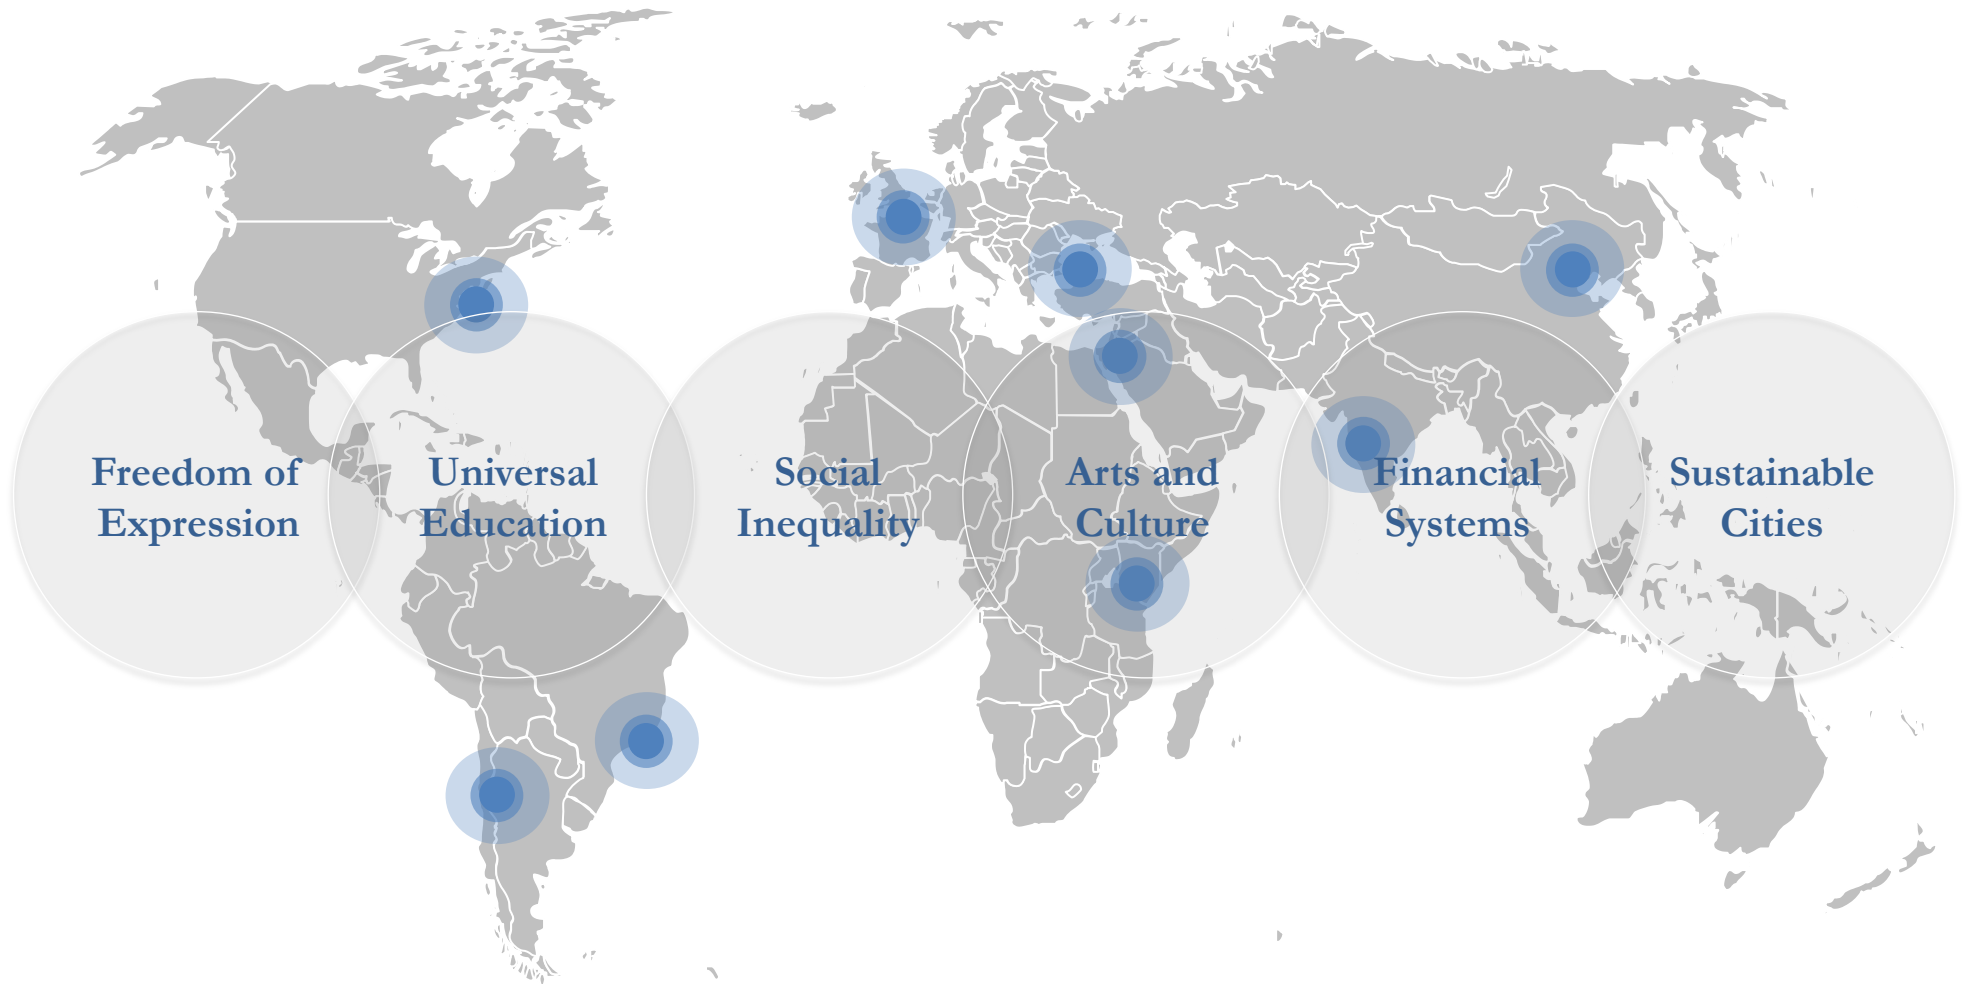 Freedom of
Expression
Universal
Education
Social
Inequality
Arts and
Culture
Financial
Systems
Sustainable
Cities